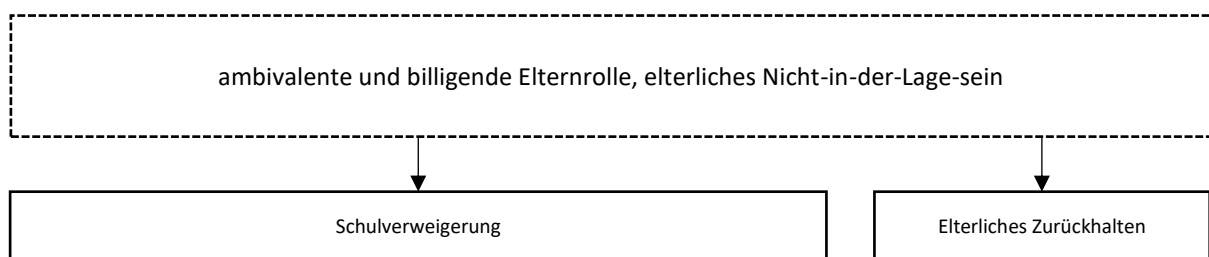 ambivalente und billigende Elternrolle, elterliches Nicht-in-der-Lage-sein
Schulverweigerung
Elterliches Zurückhalten